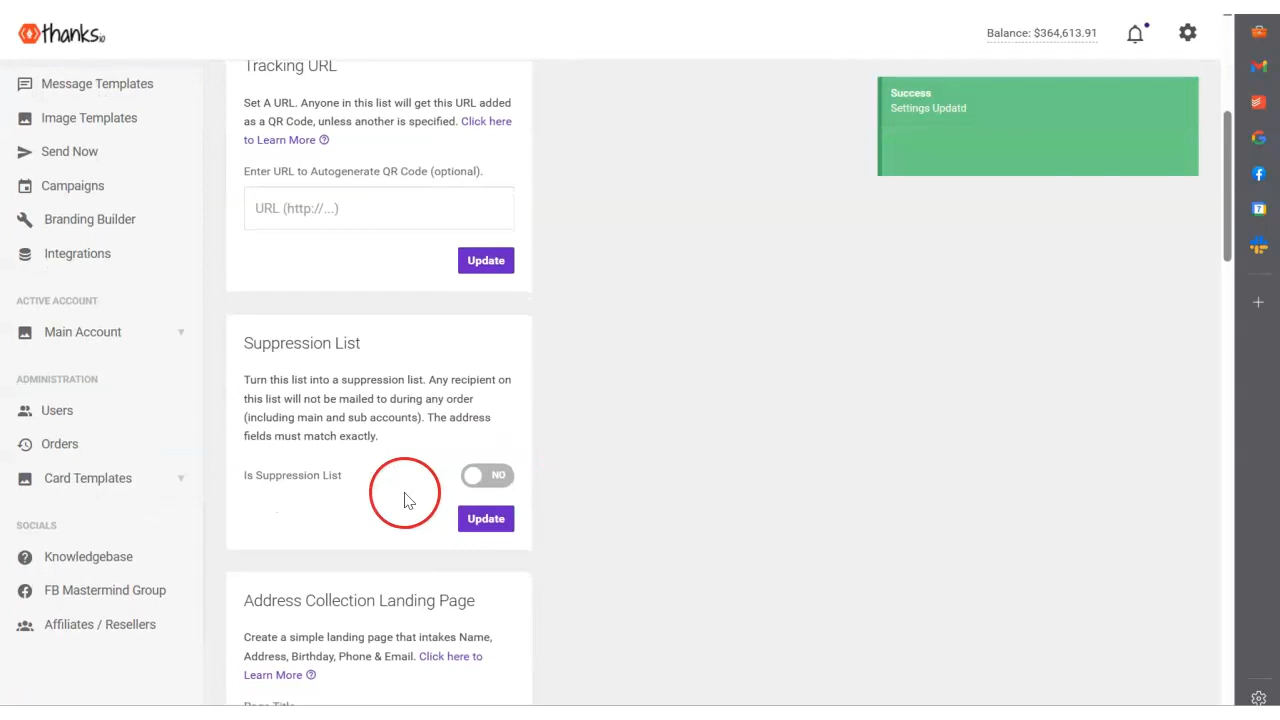 thanks.io
Balance: $364,613.91
Message Templates
Image Templates
Send Now
Campaigns
Branding Builder
Integrations
ACTIVE ACCOUNT
Main Account
ADMINISTRATION
Users
Orders
Card Templates
SOCIALS
Knowledgebase
FB Mastermind Group
Affiliates / Resellers
Tracking URL
Set A URL. Anyone in this list will get this URL added
as a QR Code, unless another is specified. Click here
to Learn More
Enter URL to Autogenerate QR Code (optional).
URL (http://...)
Update
Suppression List
Turn this list into a suppression list. Any recipient on
this list will not be mailed to during any order
(including main and sub accounts). The address
fields must match exactly.
Is Suppression List
NO
Update
Address Collection Landing Page
Create a simple landing page that intakes Name,
Address, Birthday, Phone & Email. Click here to
Learn More
Page Title
Success
Settings Updatd
7